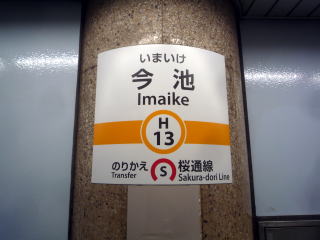 いまいけ
今池
Imaike
H
13
のりかえ S 桜通線
Transfer Sakura-dori Line